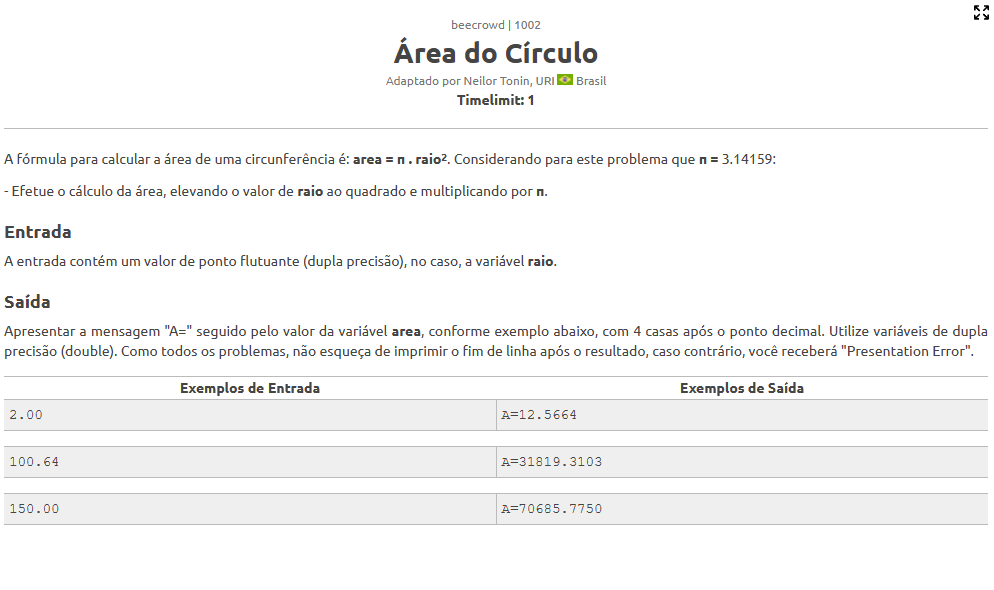 beecrowd | 1002
Área do Círculo
Adaptado por Neilor Tonin, URI Brasil
Timelimit: 1
A fórmula para calcular a área de uma circunferência é: area = n . raio². Considerando para este problema que n = 3.14159:
- Efetue o cálculo da área, elevando o valor de raio ao quadrado e multiplicando por n.
Entrada
A entrada contém um valor de ponto flutuante (dupla precisão), no caso, a variável raio.
Saída
Apresentar a mensagem "A=" seguido pelo valor da variável area, conforme exemplo abaixo, com 4 casas após o ponto decimal. Utilize variáveis de dupla
precisão (double). Como todos os problemas, não esqueça de imprimir o fim de linha após o resultado, caso contrário, você receberá "Presentation Error".
Exemplos de Entrada Exemplos de Saída
2.00 A=12.5664
100.64 A=31819.3103
150.00 A=70685.7750